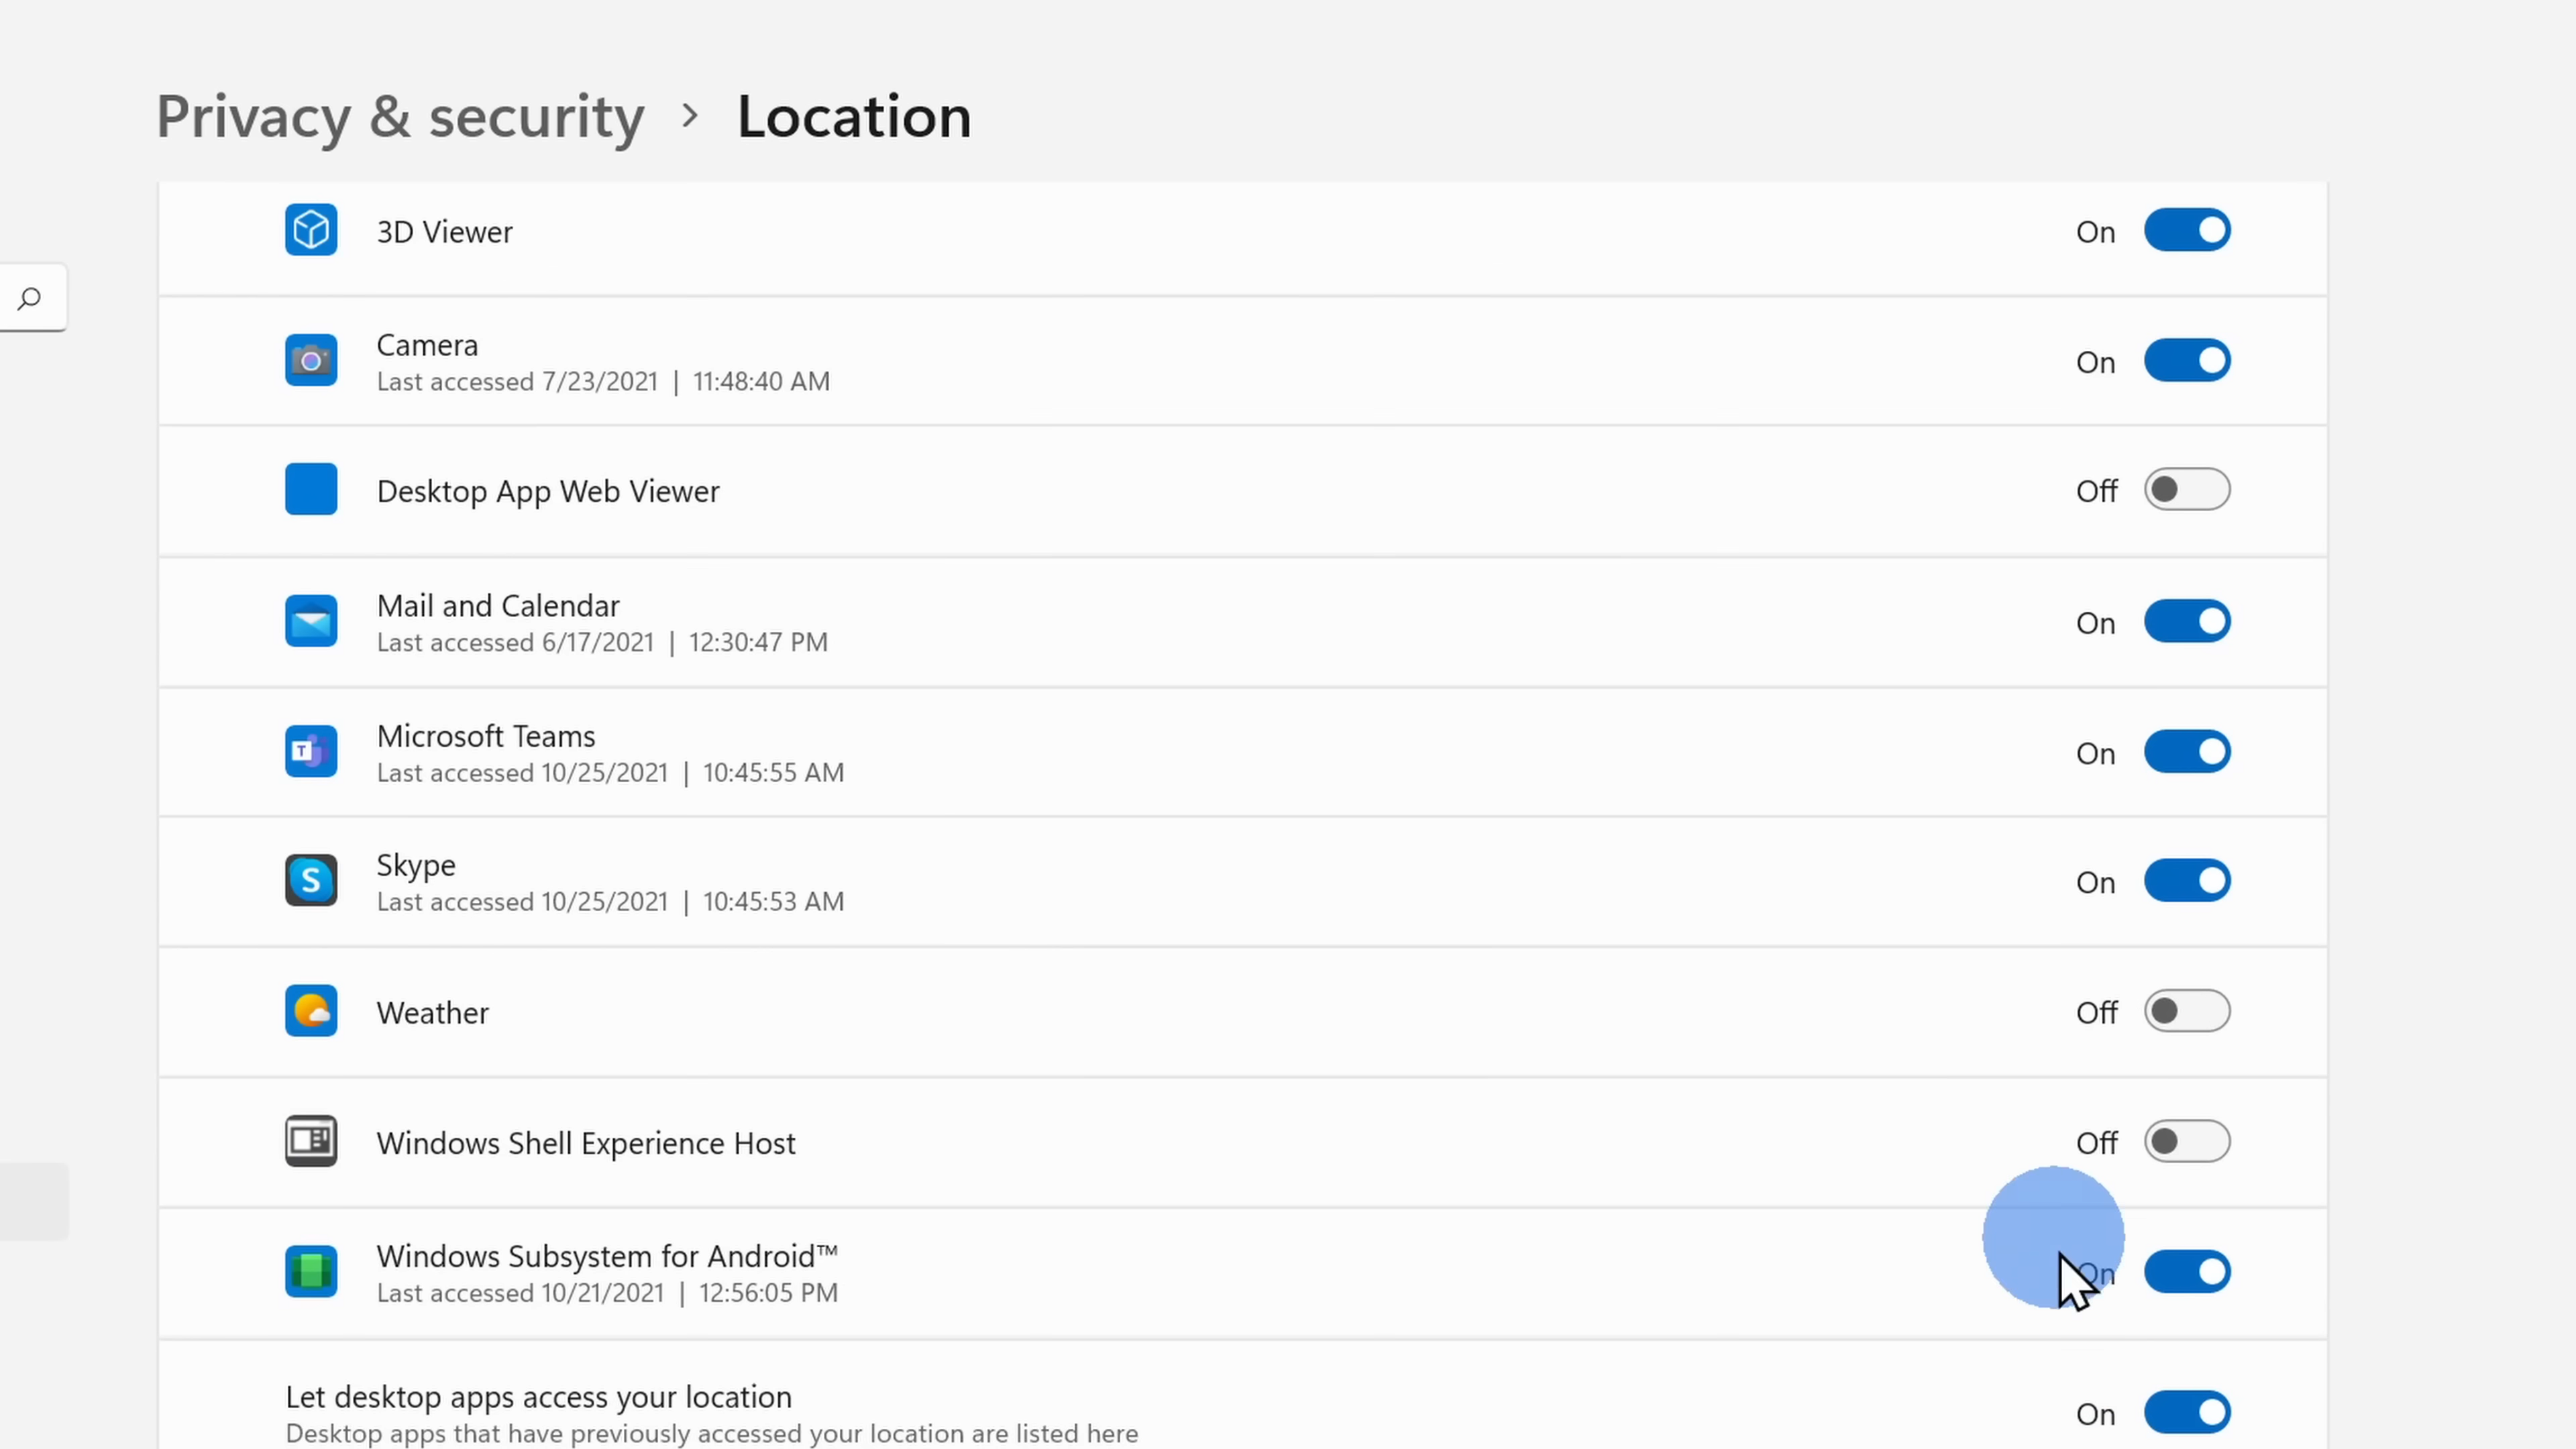 Privacy & security > Location
3D Viewer On
Camera
Last accessed 7/23/2021 | 11:48:40 AM
On
Desktop App Web Viewer Off
Mail and Calendar
Last accessed 6/17/2021 | 12:30:47 PM
On
Microsoft Teams
Last accessed 10/25/2021 | 10:45:55 AM
On
Skype
Last accessed 10/25/2021 | 10:45:53 AM
On
Weather Off
Windows Shell Experience Host Off
Windows Subsystem for Android™
Last accessed 10/21/2021 | 12:56:05 PM
On
Let desktop apps access your location
Desktop apps that have previously accessed your location are listed here
On